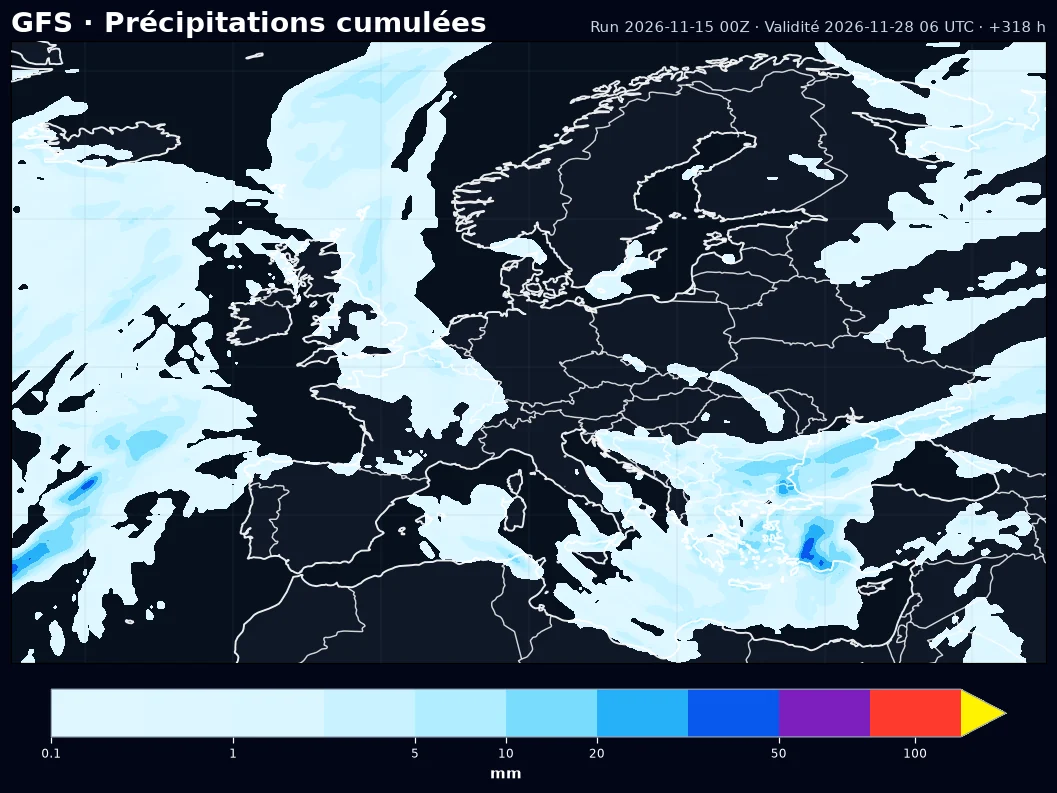 GFS · Précipitations cumulées
Run 2026-11-15 00Z · Validité 2026-11-28 06 UTC · +318 h
0.1 1 5 10 20 50 100
mm